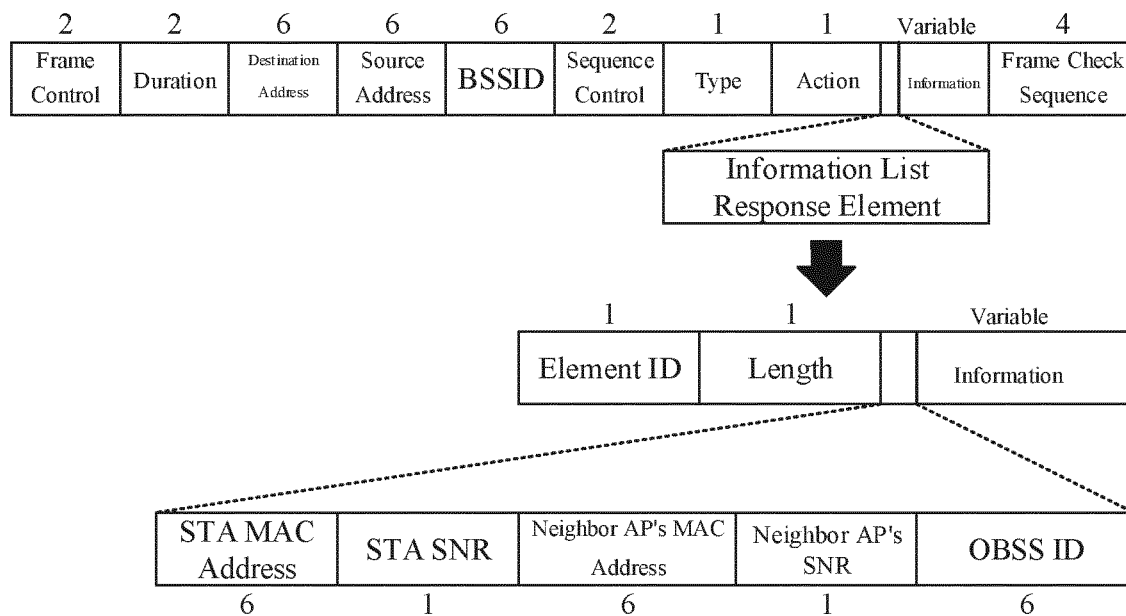 2 2 6 6 6 2 1 1 Variable 4
Frame Control
Duration
Destination Address
Source Address
BSSID
Sequence Control
Type
Action
Information
Frame Check Sequence
Information List
Response Element
1 1 Variable
Element ID
Length
Information
STA MAC Address
STA SNR
Neighbor AP's MAC Address
Neighbor AP's SNR
OBSS ID
6 1 6 1 6